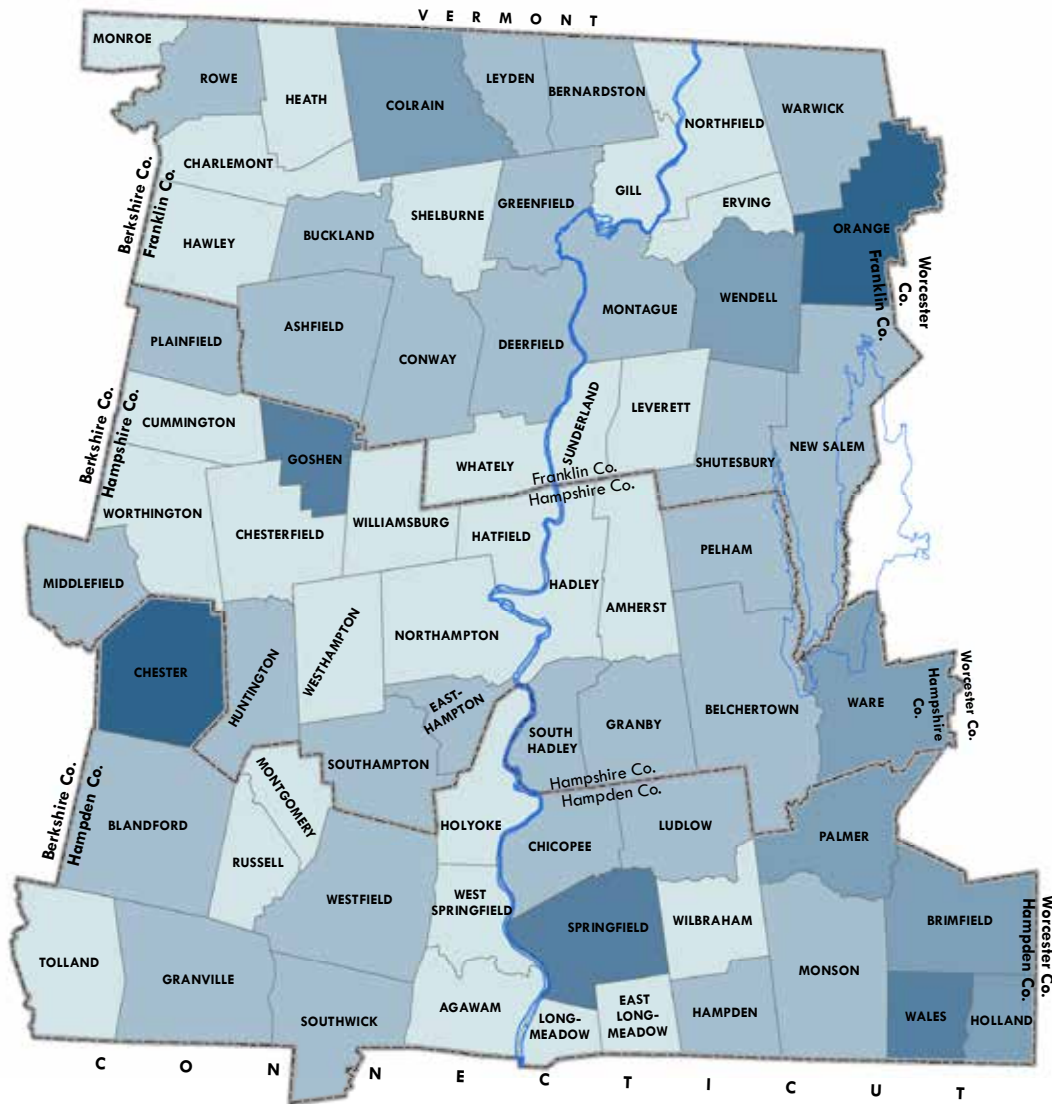 VERMONT
MONROE
ROWE
HEATH
COLRAIN
LEYDEN
BERNARDSTON
NORTHFIELD
WARWICK
CHARLEMONT
SHELBURNE
GREENFIELD
GILL
ERVING
ORANGE
Berkshire Co.
Franklin Co.
HAWLEY
BUCKLAND
Franklin Co.
Worcester
Co.
PLAINFIELD
ASHFIELD
CONWAY
DEERFIELD
MONTAGUE
WENDELL
Berkshire Co.
Hampshire Co.
CUMMINGTON
GOSHEN
WHATELY
SUNDERLAND
LEVERETT
SHUTESBURY
NEW SALEM
Franklin Co.
Hampshire Co.
WORTHINGTON
CHESTERFIELD
WILLIAMSBURG
HATFIELD
HADLEY
AMHERST
PELHAM
MIDDLEFIELD
CHESTER
HUNTINGTON
WESTHAMPTON
NORTHAMPTON
EAST-
HAMPTON
SOUTH
HADLEY
GRANBY
BELCHERTOWN
WARE
Hampshire
Co.
Worcester Co.
SOUTHAMPTON
Hampshire Co.
Hampden Co.
Berkshire Co.
Hampden Co.
BLANDFORD
MONTGOMERY
RUSSELL
HOLYOKE
CHICOPEE
LUDLOW
PALMER
WESTFIELD
WEST
SPRINGFIELD
SPRINGFIELD
WILBRAHAM
MONSON
BRIMFIELD
Hampden Co.
Worcester Co.
TOLLAND
GRANVILLE
SOUTHWICK
AGAWAM
LONG-
MEADOW
EAST
LONG-
MEADOW
HAMPDEN
WALES
HOLLAND
CONNECTICUT